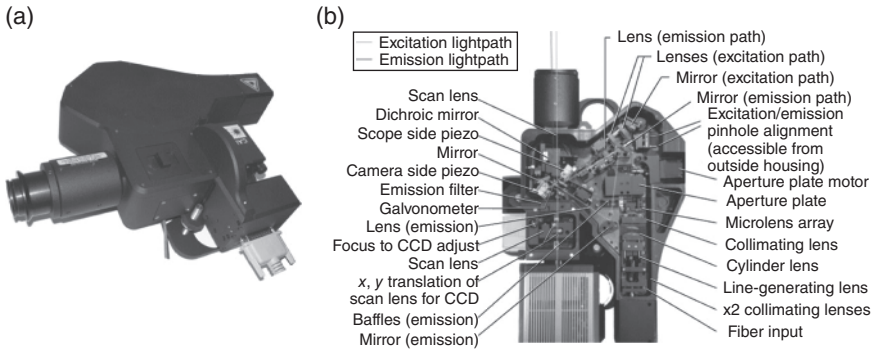 (a)
(b)
Excitation lightpath
Emission lightpath
Scan lens
Dichroic mirror
Scope side piezo
Mirror
Camera side piezo
Emission filter
Galvonometer
Lens (emission)
Focus to CCD adjust
Scan lens
x, y translation of
scan lens for CCD
Baffles (emission)
Mirror (emission)
Lens (emission path)
Lenses (excitation path)
Mirror (excitation path)
Mirror (emission path)
Excitation/emission
pinhole alignment
(accessible from
outside housing)
Aperture plate motor
Aperture plate
Microlens array
Collimating lens
Cylinder lens
Line-generating lens
x2 collimating lenses
Fiber input